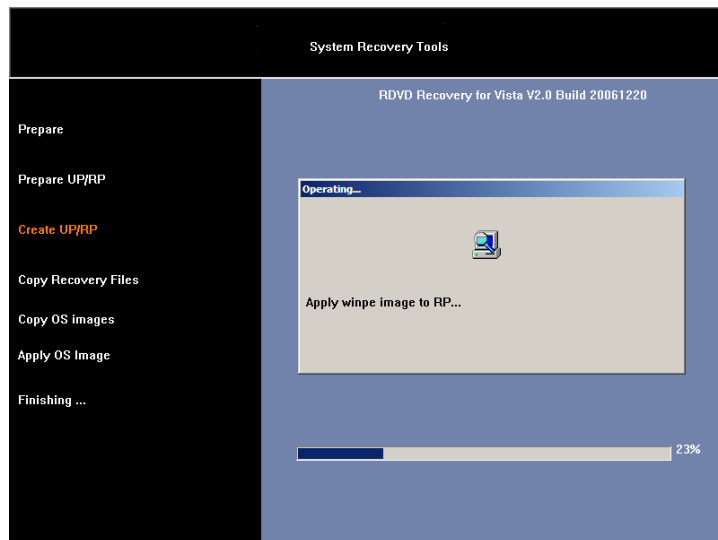 System Recovery Tools
RDVD Recovery for Vista V2.0 Build 20061220
Prepare
Prepare UP/RP
Create UP/RP
Copy Recovery Files
Copy OS images
Apply OS Image
Finishing ...
Operating...
Apply winpe image to RP...
23%